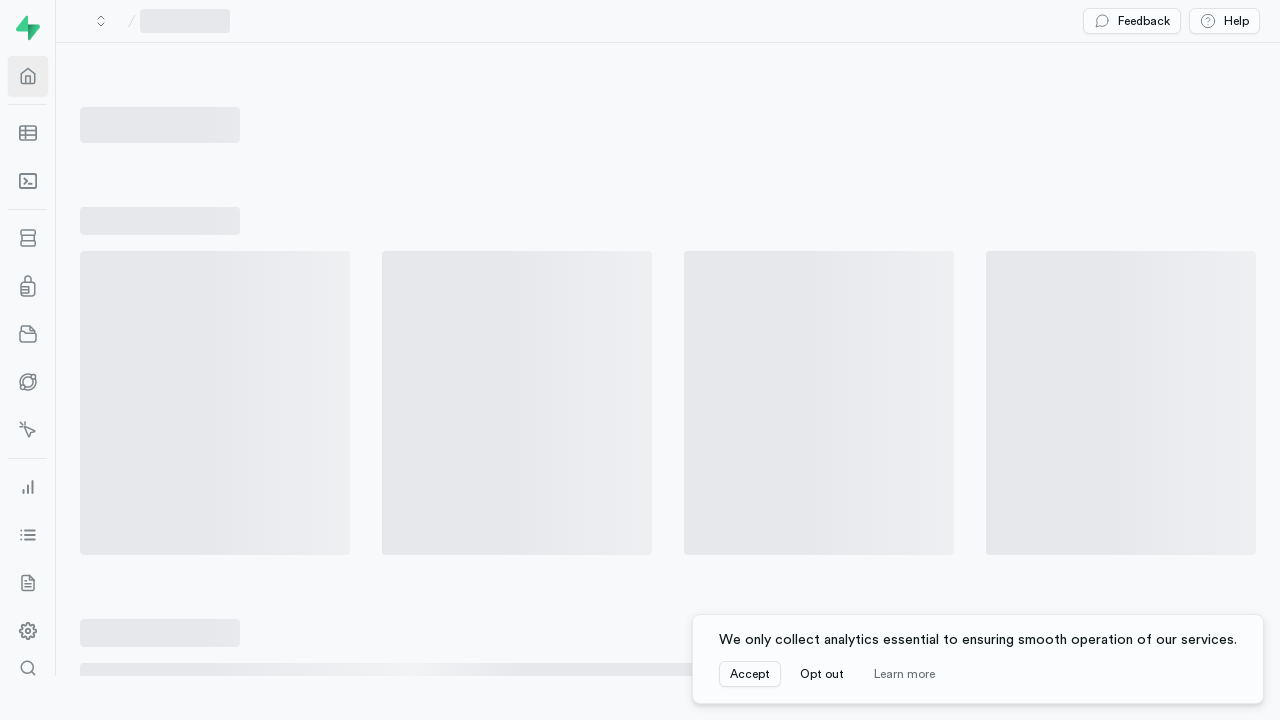 Feedback
Help
We only collect analytics essential to ensuring smooth operation of our services.
Accept
Opt out
Learn more